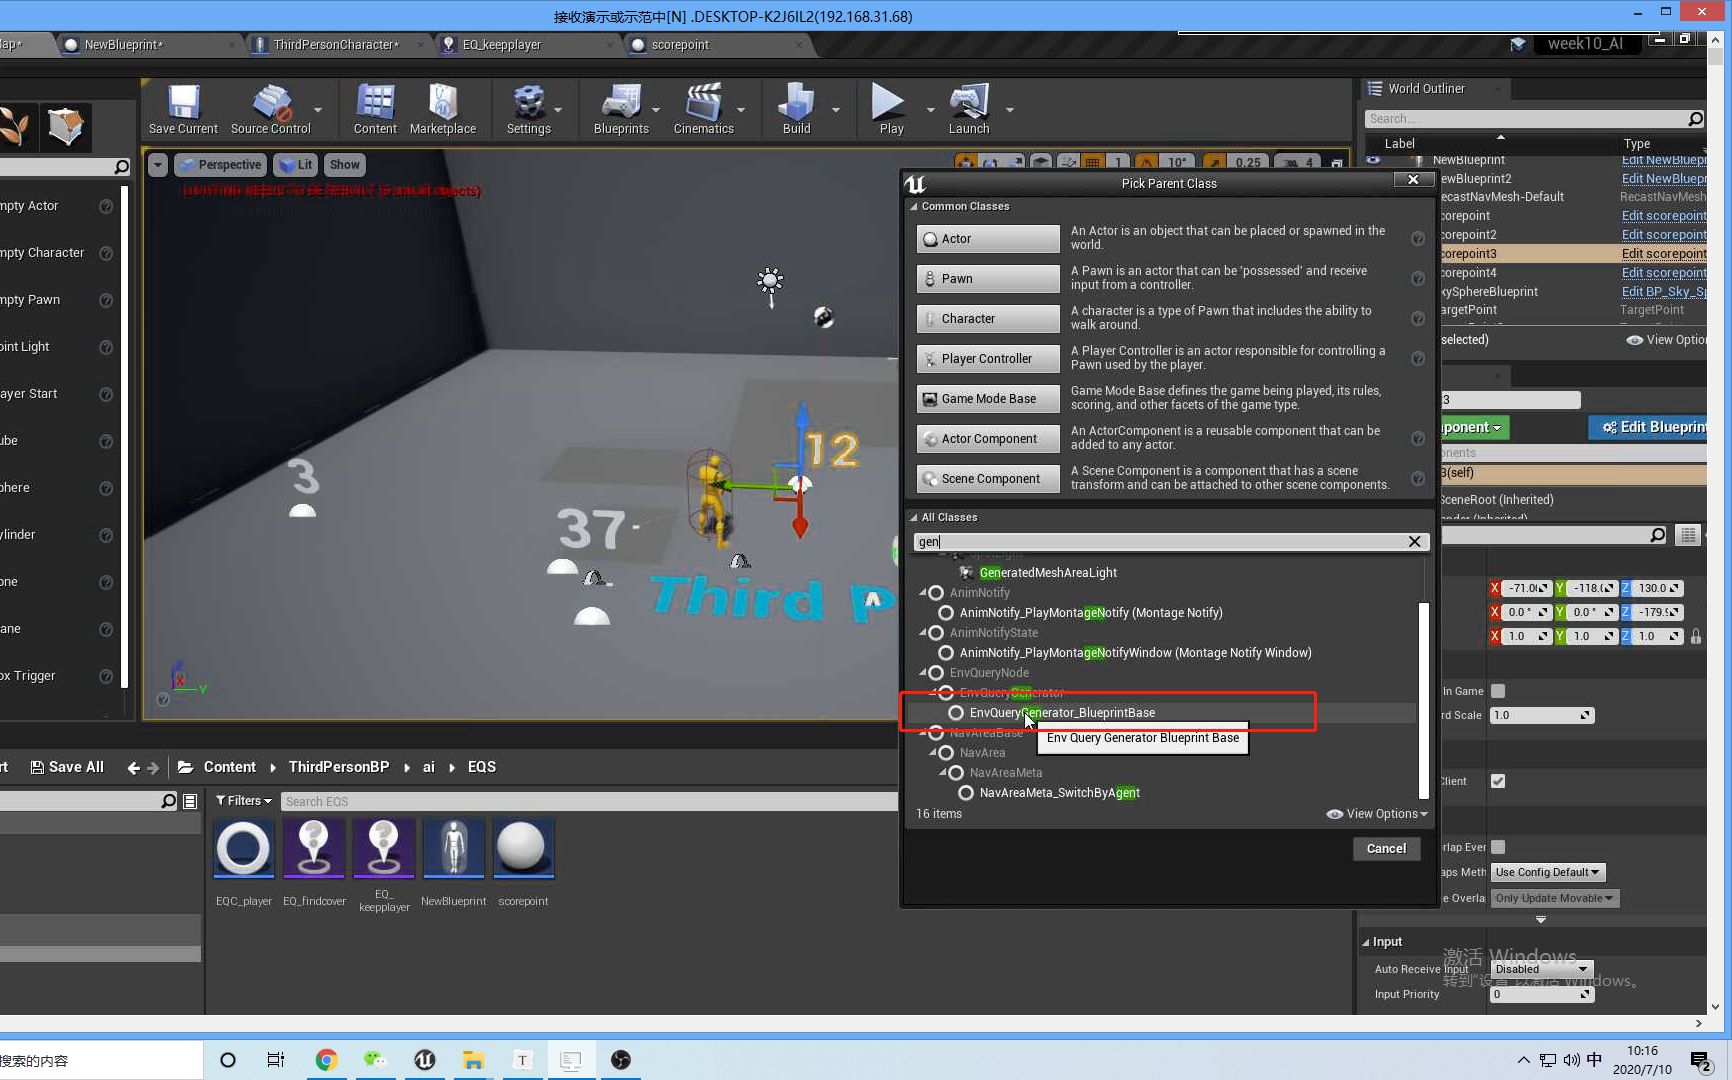 接收演示或示范中[N] .DESKTOP-K2J6IL2(192.168.31.68)
ap*
NewBlueprint*
ThirdPersonCharacter*
EQ_keepplayer
scorepoint
week10_AI
Save Current
Source Control
Content
Marketplace
Settings
Blueprints
Cinematics
Build
Play
Launch
World Outliner
Search...
Label
Type
NewBlueprint
Edit NewBluepr
ewBlueprint2
Edit NewBluepr
ecastNavMesh-Default
RecastNavMesh
corepoint
Edit scorepoint
corepoint2
Edit scorepoint
corepoint3
Edit scorepoint
corepoint4
Edit scorepoint
kySphereBlueprint
Edit BP_Sky_Sp
argetPoint
TargetPoint
selected)
View Optio
3
ponent
Edit Blueprint
onents
3(self)
SceneRoot (Inherited)
Perspective
Lit
Show
1
10°
0.25
4
mpty Actor
mpty Character
mpty Pawn
oint Light
ayer Start
ube
phere
ylinder
one
ane
ox Trigger
3
37
12
Third P
X
Y
Pick Parent Class
Common Classes
Actor
An Actor is an object that can be placed or spawned in the
world.
Pawn
A Pawn is an actor that can be 'possessed' and receive
input from a controller.
Character
A character is a type of Pawn that includes the ability to
walk around.
Player Controller
A Player Controller is an actor responsible for controlling a
Pawn used by the player.
Game Mode Base
Game Mode Base defines the game being played, its rules,
scoring, and other facets of the game type.
Actor Component
An ActorComponent is a reusable component that can be
added to any actor.
Scene Component
A Scene Component is a component that has a scene
transform and can be attached to other scene components.
All Classes
gen
GeneratedMeshAreaLight
AnimNotify
AnimNotify_PlayMontageNotify (Montage Notify)
AnimNotifyState
AnimNotify_PlayMontageNotifyWindow (Montage Notify Window)
EnvQueryNode
EnvQueryGenerator
EnvQueryGenerator_BlueprintBase
NavAreaBase
Env Query Generator Blueprint Base
NavArea
NavAreaMeta
NavAreaMeta_SwitchByAgent
16 items
View Options
Cancel
X -71.0 Y -118.0 Z 130.0
X 0.0 ° Y 0.0 ° Z -179.9
X 1.0 Y 1.0 Z 1.0
In Game
rd Scale
1.0
Client
rlap Ever
aps Meth
Use Config Default
e Overla
Only Update Movable
Input
Auto Receive Input
Disabled
Input Priority
0
激活 Windows
转到"设置"以激活 Windows。
rt
Save All
Content
ThirdPersonBP
ai
EQS
Filters
Search EQS
EQC_player
EQ_findcover
EQ_
keepplayer
NewBlueprint
scorepoint
搜索的内容
中
10:16
2020/7/10
2